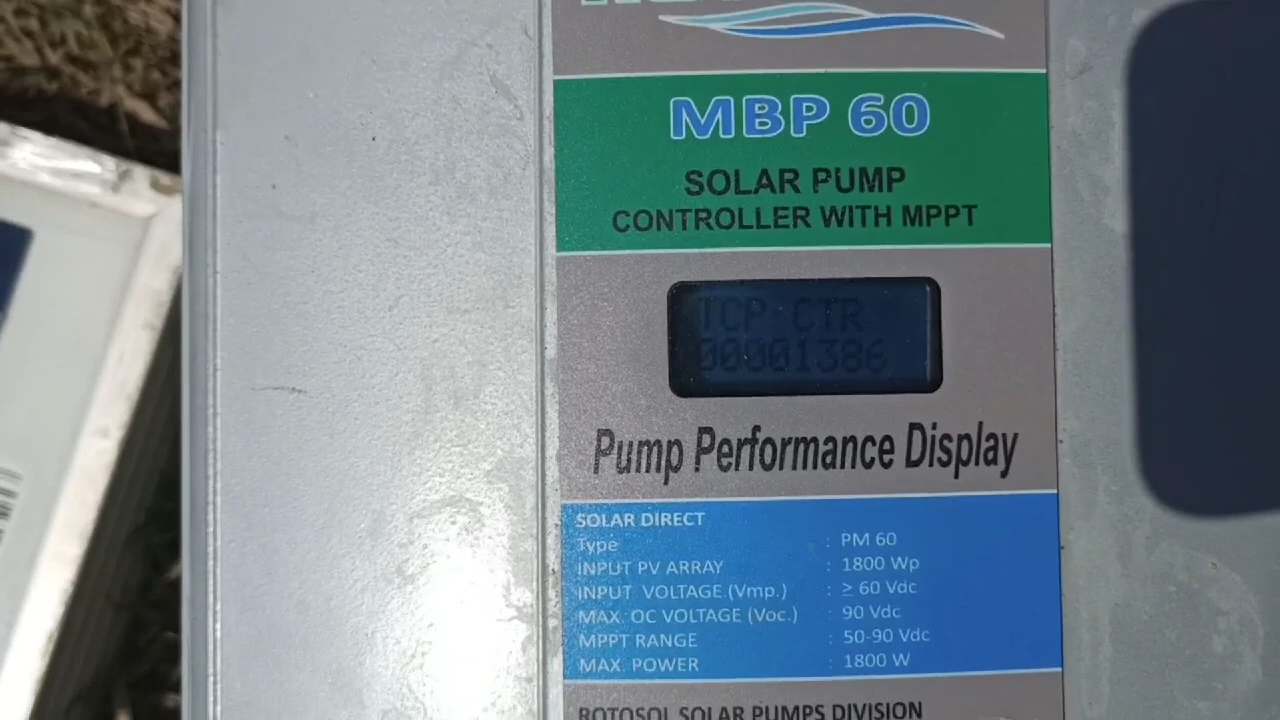 MBP 60
SOLAR PUMP
CONTROLLER WITH MPPT
TCP CTR
00001386
Pump Performance Display
SOLAR DIRECT
Type : PM 60
INPUT PV ARRAY : 1800 Wp
INPUT VOLTAGE (Vmp.) : ≥ 60 Vdc
MAX. OC VOLTAGE (Voc.) : 90 Vdc
MPPT RANGE : 50-90 Vdc
MAX. POWER : 1800 W
ROTOSOL SOLAR PUMPS DIVISION